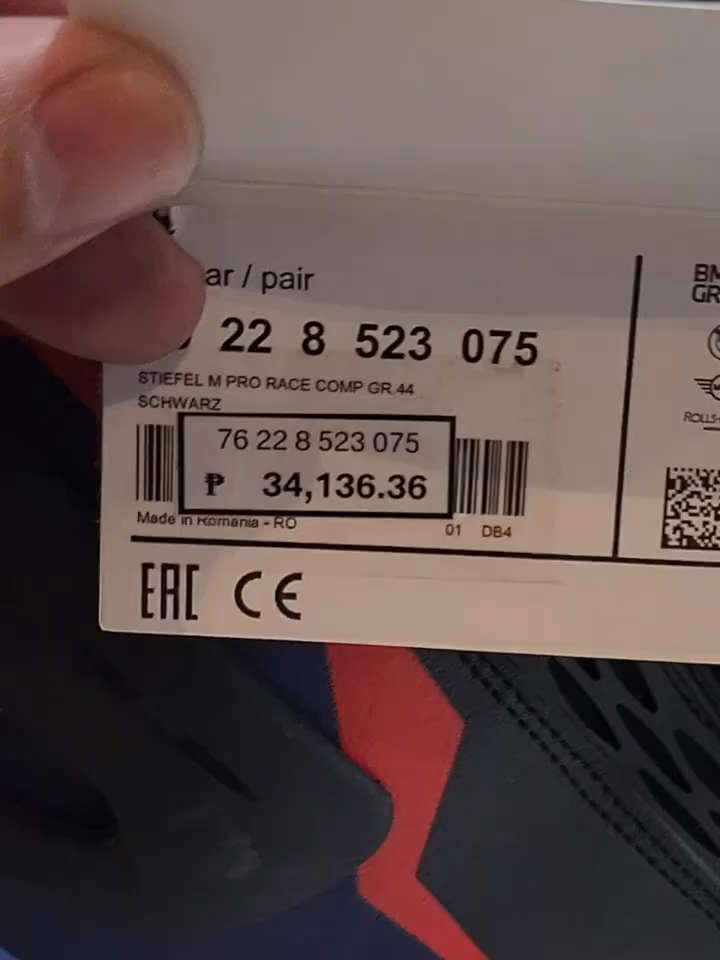 ar / pair
22 8 523 075
STIEFEL M PRO RACE COMP GR.44
SCHWARZ
76 22 8 523 075
₱ 34,136.36
Made in Romania - RO
01 DB4
EAC CE
BM
GR
ROLLS-